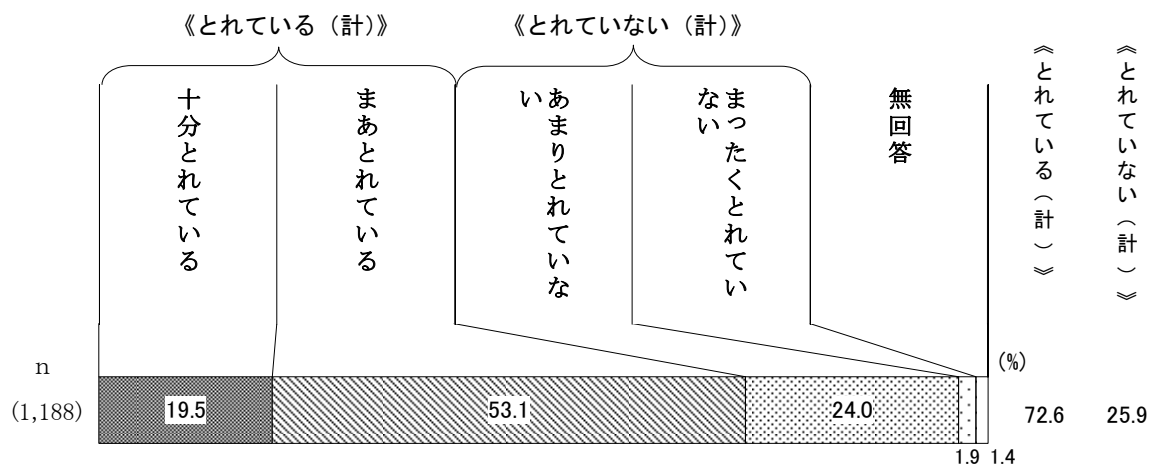 《とれている（計）》
《とれていない（計）》
十分とれている
まあとれている
あまりとれていな
い
まったくとれてい
ない
無回答
《とれている（計）》
《とれていない（計）》
(%)
n
(1,188)
19.5
53.1
24.0
72.6
25.9
1.9
1.4